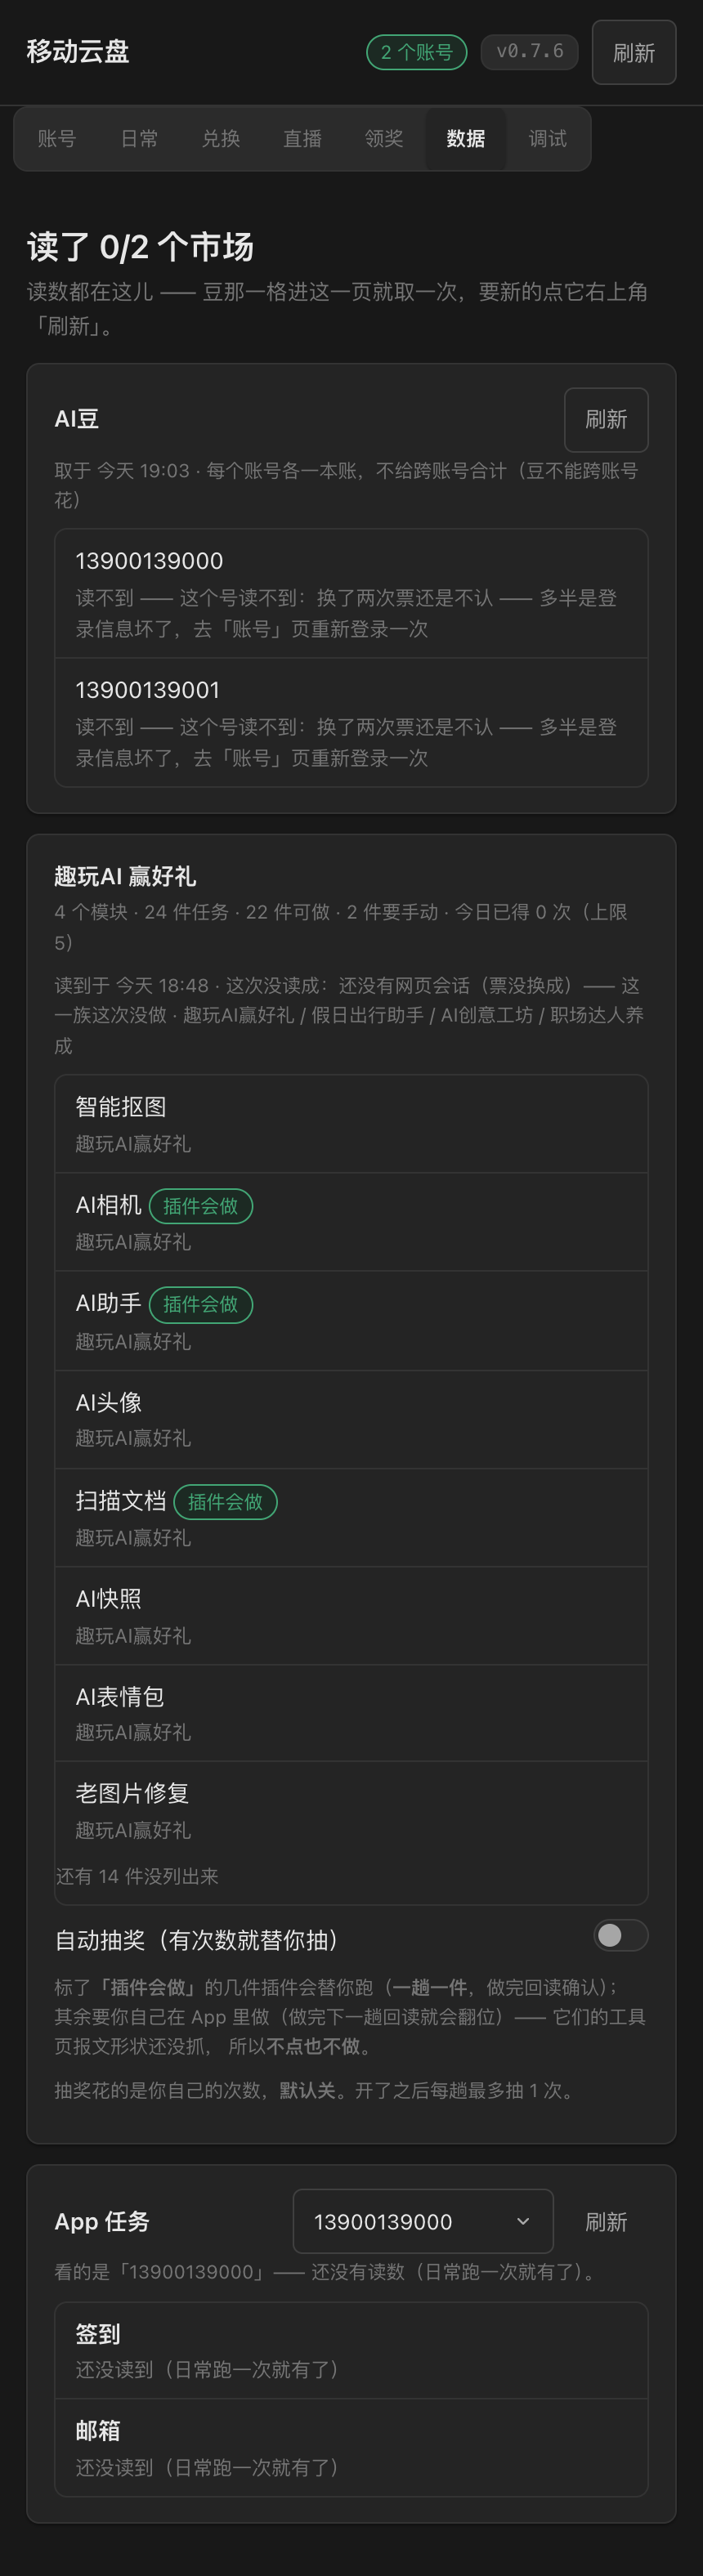 移动云盘
2 个账号
v0.7.6
刷新
账号
日常
兑换
直播
领奖
数据
调试
读了 0/2 个市场
读数都在这儿 —— 豆那一格进这一页就取一次，要新的点它右上角
「刷新」。
AI豆
刷新
取于 今天 19:03 · 每个账号各一本账，不给跨账号合计（豆不能跨账号
花）
13900139000
读不到 —— 这个号读不到：换了两次票还是不认 —— 多半是登
录信息坏了，去「账号」页重新登录一次
13900139001
读不到 —— 这个号读不到：换了两次票还是不认 —— 多半是登
录信息坏了，去「账号」页重新登录一次
趣玩AI 赢好礼
4 个模块 · 24 件任务 · 22 件可做 · 2 件要手动 · 今日已得 0 次（上限
5）
读到于 今天 18:48 · 这次没读成：还没有网页会话（票没换成）—— 这
一族这次没做 · 趣玩AI赢好礼 / 假日出行助手 / AI创意工坊 / 职场达人养
成
智能抠图
趣玩AI赢好礼
AI相机 插件会做
趣玩AI赢好礼
AI助手 插件会做
趣玩AI赢好礼
AI头像
趣玩AI赢好礼
扫描文档 插件会做
趣玩AI赢好礼
AI快照
趣玩AI赢好礼
AI表情包
趣玩AI赢好礼
老图片修复
趣玩AI赢好礼
还有 14 件没列出来
自动抽奖（有次数就替你抽）
标了「插件会做」的几件插件会替你跑（一趟一件，做完回读确认）；
其余要你自己在 App 里做（做完下一趟回读就会翻位）—— 它们的工具
页报文形状还没抓， 所以不点也不做。
抽奖花的是你自己的次数，默认关。开了之后每趟最多抽 1 次。
App 任务
13900139000
刷新
看的是「13900139000」—— 还没有读数（日常跑一次就有了）。
签到
还没读到（日常跑一次就有了）
邮箱
还没读到（日常跑一次就有了）